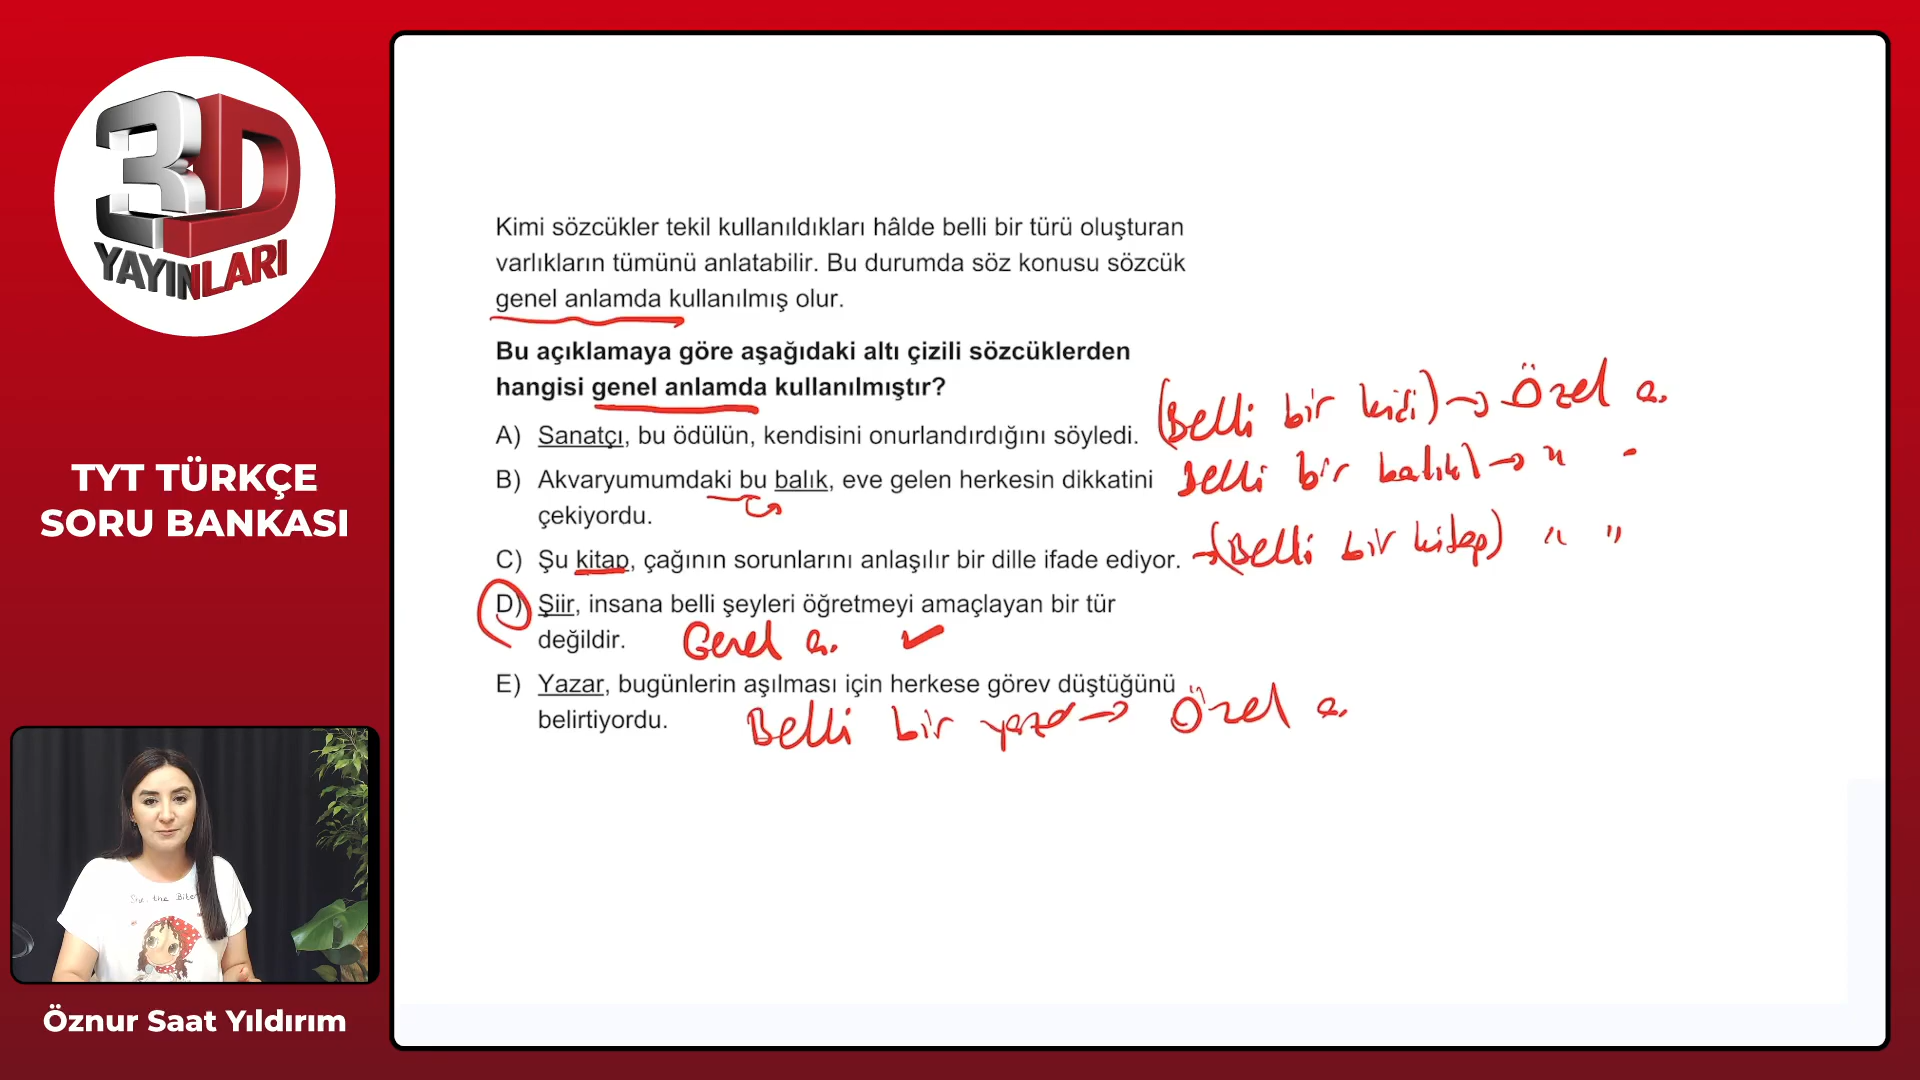 3D
YAYINLARI
TYT TÜRKÇE
SORU BANKASI
Öznur Saat Yıldırım
Kimi sözcükler tekil kullanıldıkları hâlde belli bir türü oluşturan
varlıkların tümünü anlatabilir. Bu durumda söz konusu sözcük
genel anlamda kullanılmış olur.
Bu açıklamaya göre aşağıdaki altı çizili sözcüklerden
hangisi genel anlamda kullanılmıştır?
A) Sanatçı, bu ödülün, kendisini onurlandırdığını söyledi. (Belli bir kişi) → Özel a.
B) Akvaryumumdaki bu balık, eve gelen herkesin dikkatini Belli bir balık) → "
çekiyordu.
C) Şu kitap, çağının sorunlarını anlaşılır bir dille ifade ediyor. → (Belli bir kitap) " "
D) Şiir, insana belli şeyleri öğretmeyi amaçlayan bir tür
değildir. Genel a. ✓
E) Yazar, bugünlerin aşılması için herkese görev düştüğünü
belirtiyordu. Belli bir yazar → Özel a.